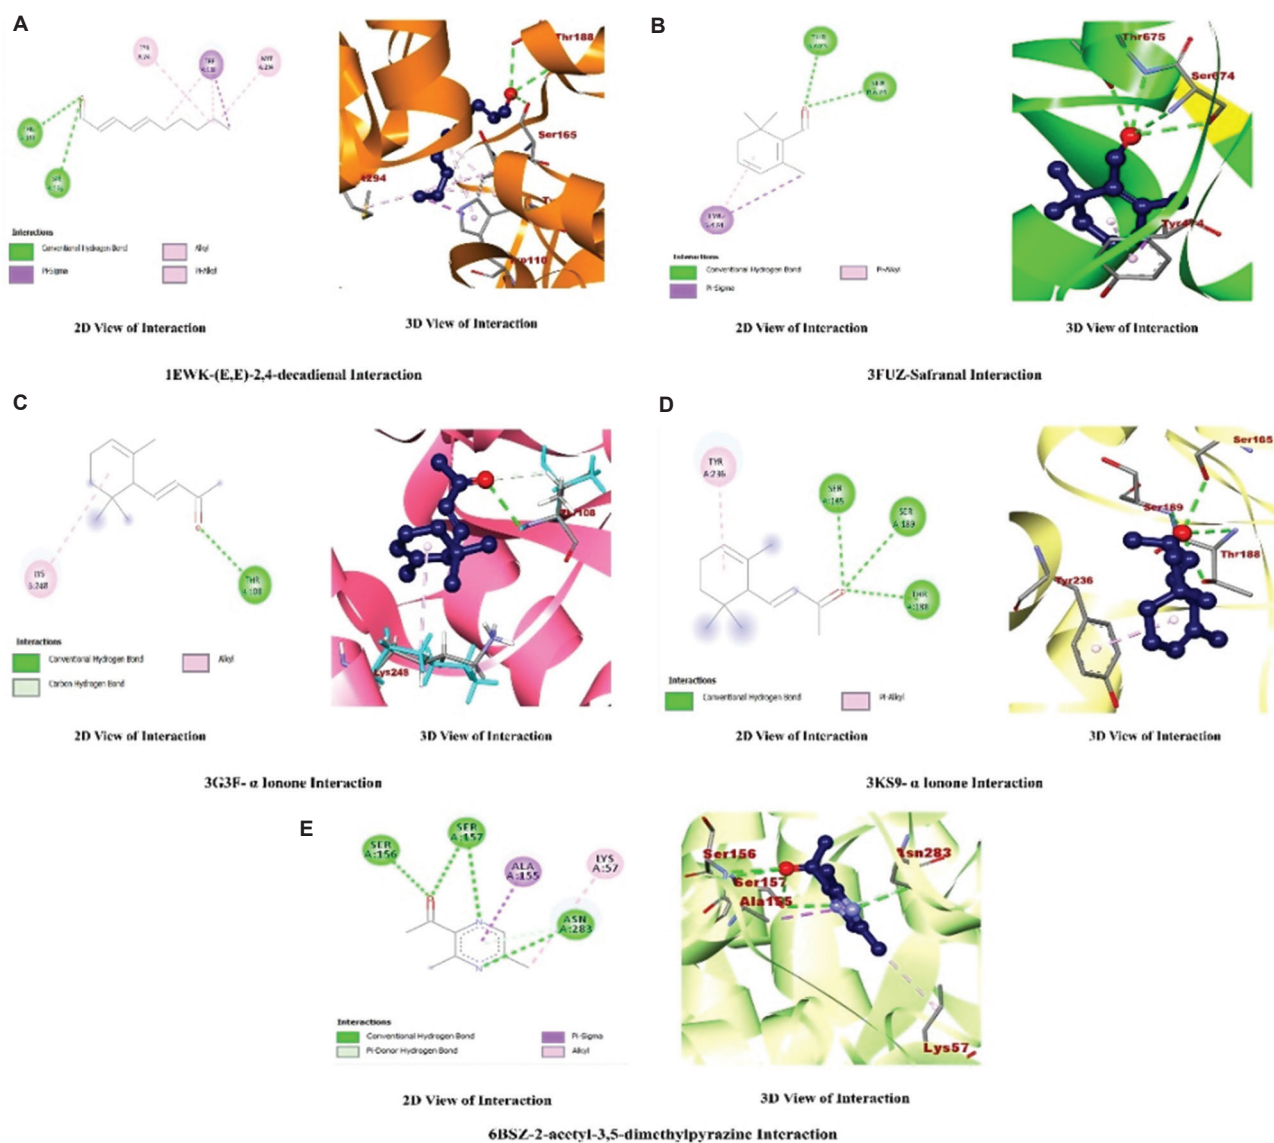 A
Thr188
Ser165
p110
Interactions
Conventional Hydrogen Bond
Alkyl
Pi-Sigma
Pi-Alkyl
2D View of Interaction
3D View of Interaction
1EWK-(E,E)-2,4-decadienal Interaction
B
THR
Thr675
Ser674
Tyr474
Interactions
Conventional Hydrogen Bond
Pi-Alkyl
Pi-Sigma
2D View of Interaction
3D View of Interaction
3FUZ-Safranal Interaction
C
LYS
B:248
THR
A:108
Lys248
Interactions
Conventional Hydrogen Bond
Alkyl
Carbon Hydrogen Bond
2D View of Interaction
3D View of Interaction
3G3F- α Ionone Interaction
D
TYR
A:236
SER
A:165
SER
A:189
THR
A:188
Ser165
Ser189
Thr188
Tyr236
Interactions
Conventional Hydrogen Bond
Pi-Alkyl
2D View of Interaction
3D View of Interaction
3KS9- α Ionone Interaction
E
SER
A:156
SER
A:157
ALA
A:155
LYS
A:57
ASN
A:283
Ser156
Ser157
Ala155
Asn283
Lys57
Interactions
Conventional Hydrogen Bond
Pi-Sigma
Pi-Donor Hydrogen Bond
Alkyl
2D View of Interaction
3D View of Interaction
6BSZ-2-acetyl-3,5-dimethylpyrazine Interaction